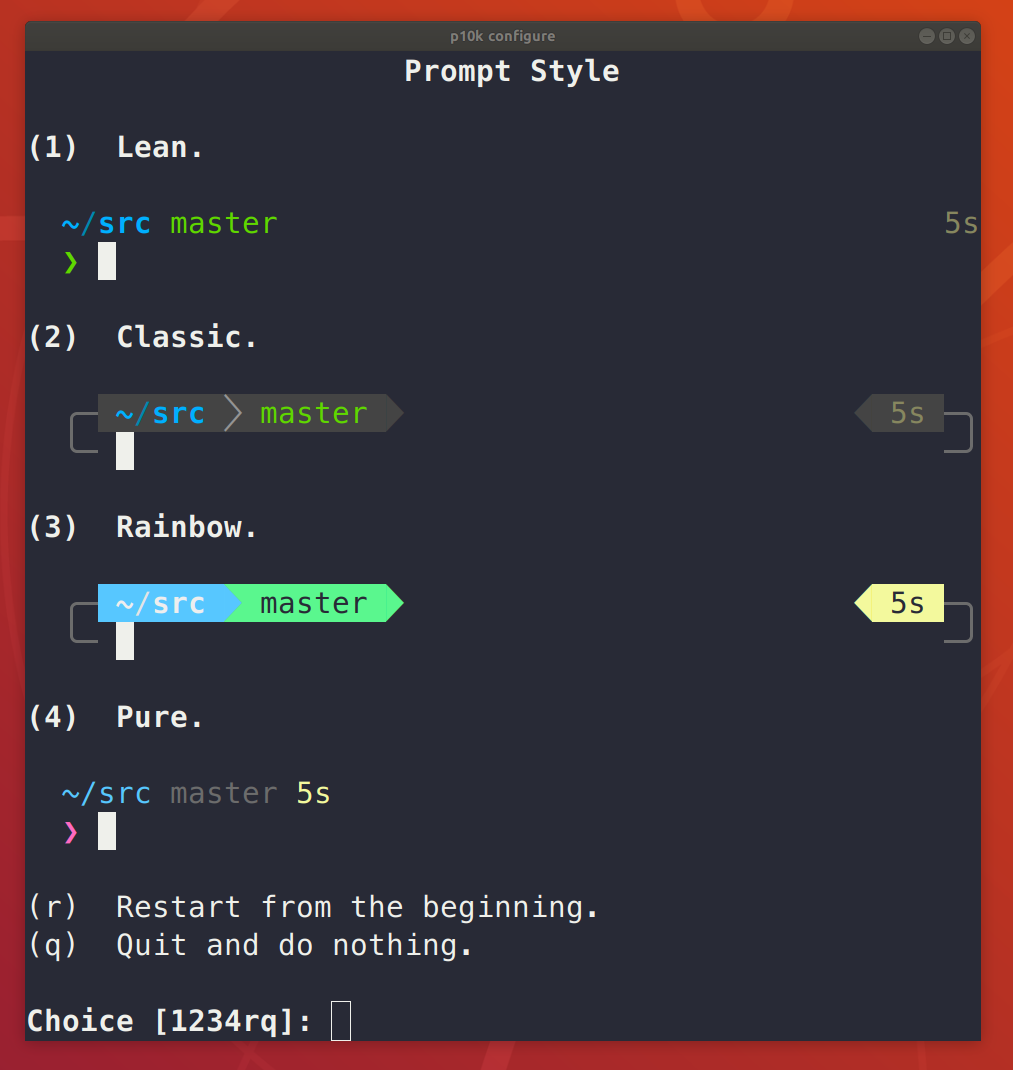 p10k configure
Prompt Style
(1) Lean.
~/src master 5s
❯
(2) Classic.
~/src master 5s
(3) Rainbow.
~/src master 5s
(4) Pure.
~/src master 5s
❯
(r) Restart from the beginning.
(q) Quit and do nothing.
Choice [1234rq]: